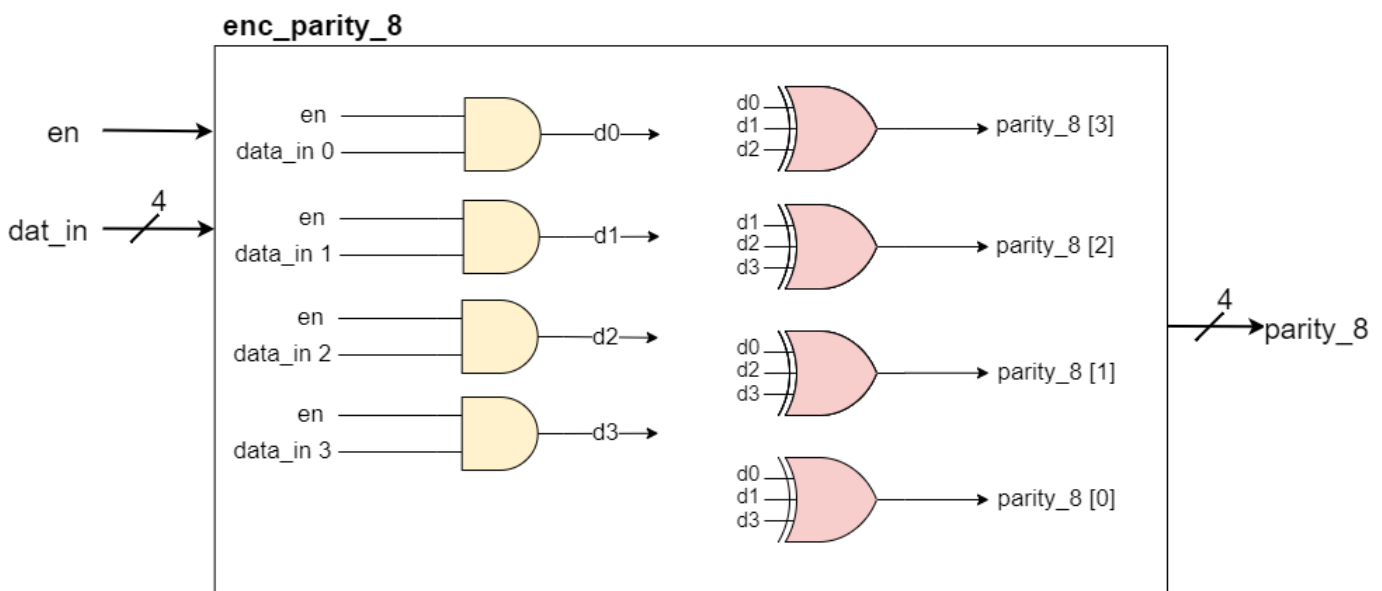 enc_parity_8
en
4
dat_in
en
data_in 0
d0
en
data_in 1
d1
en
data_in 2
d2
en
data_in 3
d3
d0
d1
d2
parity_8 [3]
d1
d2
d3
parity_8 [2]
d0
d2
d3
parity_8 [1]
d0
d1
d3
parity_8 [0]
4
parity_8